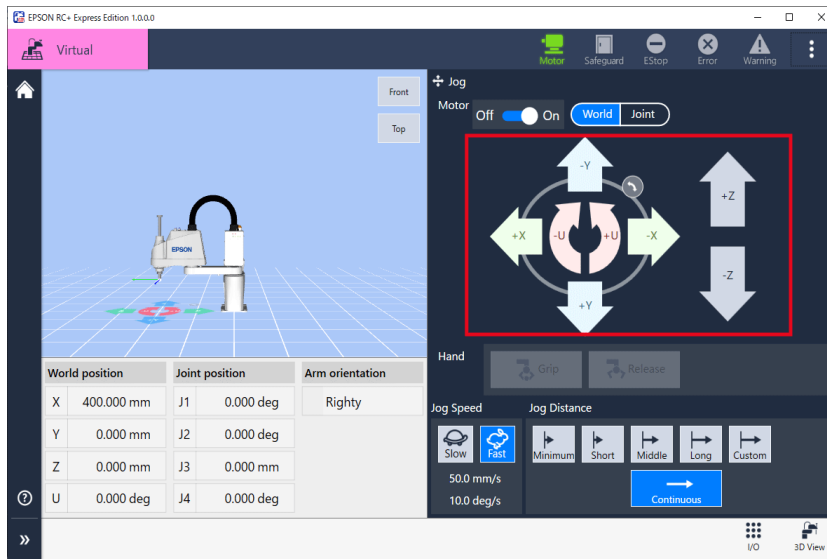 EPSON RC+ Express Edition 1.0.0.0
Virtual
Motor Safeguard EStop Error Warning
Front
Top
EPSON
Jog
Motor Off On World Joint
-Y
+X -U +U -X
+Y
+Z
-Z
Hand Grip Release
World position Joint position Arm orientation
X 400.000 mm J1 0.000 deg Righty
Y 0.000 mm J2 0.000 deg
Z 0.000 mm J3 0.000 mm
U 0.000 deg J4 0.000 deg
Jog Speed Jog Distance
Slow Fast Minimum Short Middle Long Custom
50.0 mm/s
10.0 deg/s
Continuous
I/O 3D View